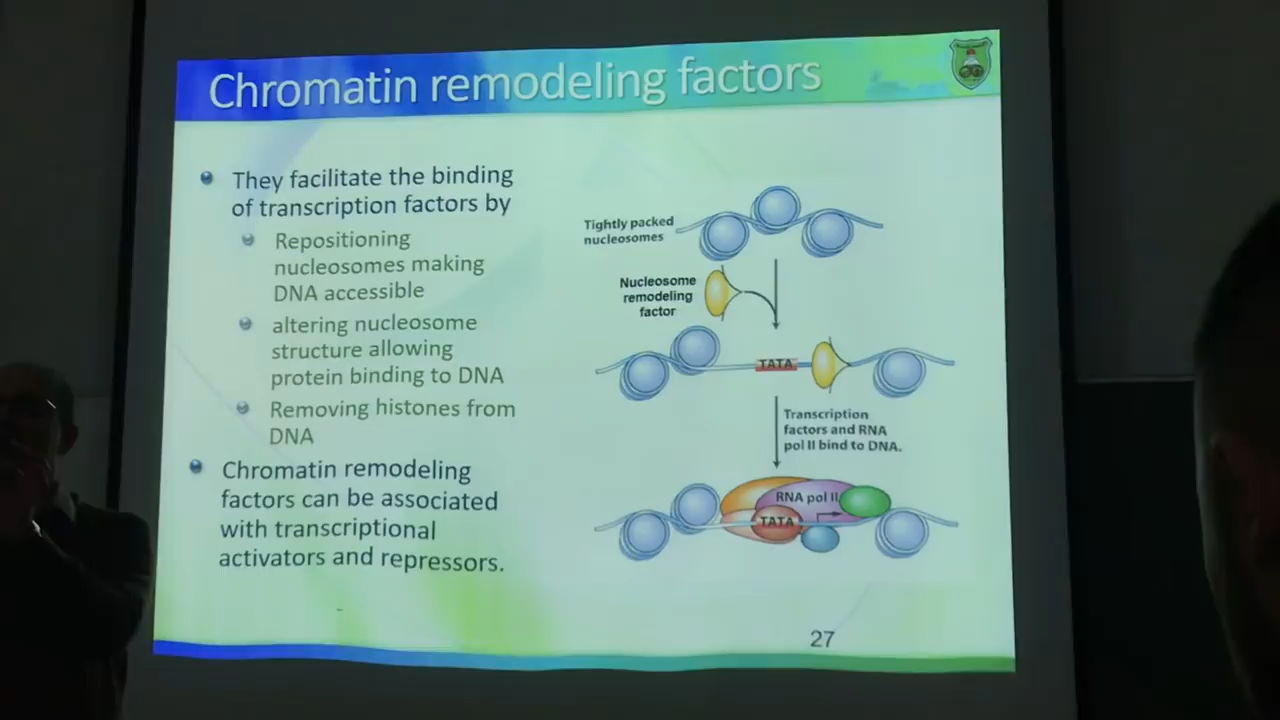 Chromatin remodeling factors
They facilitate the binding
of transcription factors by
Repositioning
nucleosomes making
DNA accessible
altering nucleosome
structure allowing
protein binding to DNA
Removing histones from
DNA
Chromatin remodeling
factors can be associated
with transcriptional
activators and repressors.
Tightly packed
nucleosomes
Nucleosome
remodeling
factor
TATA
Transcription
factors and RNA
pol II bind to DNA.
RNA pol II
TATA
27